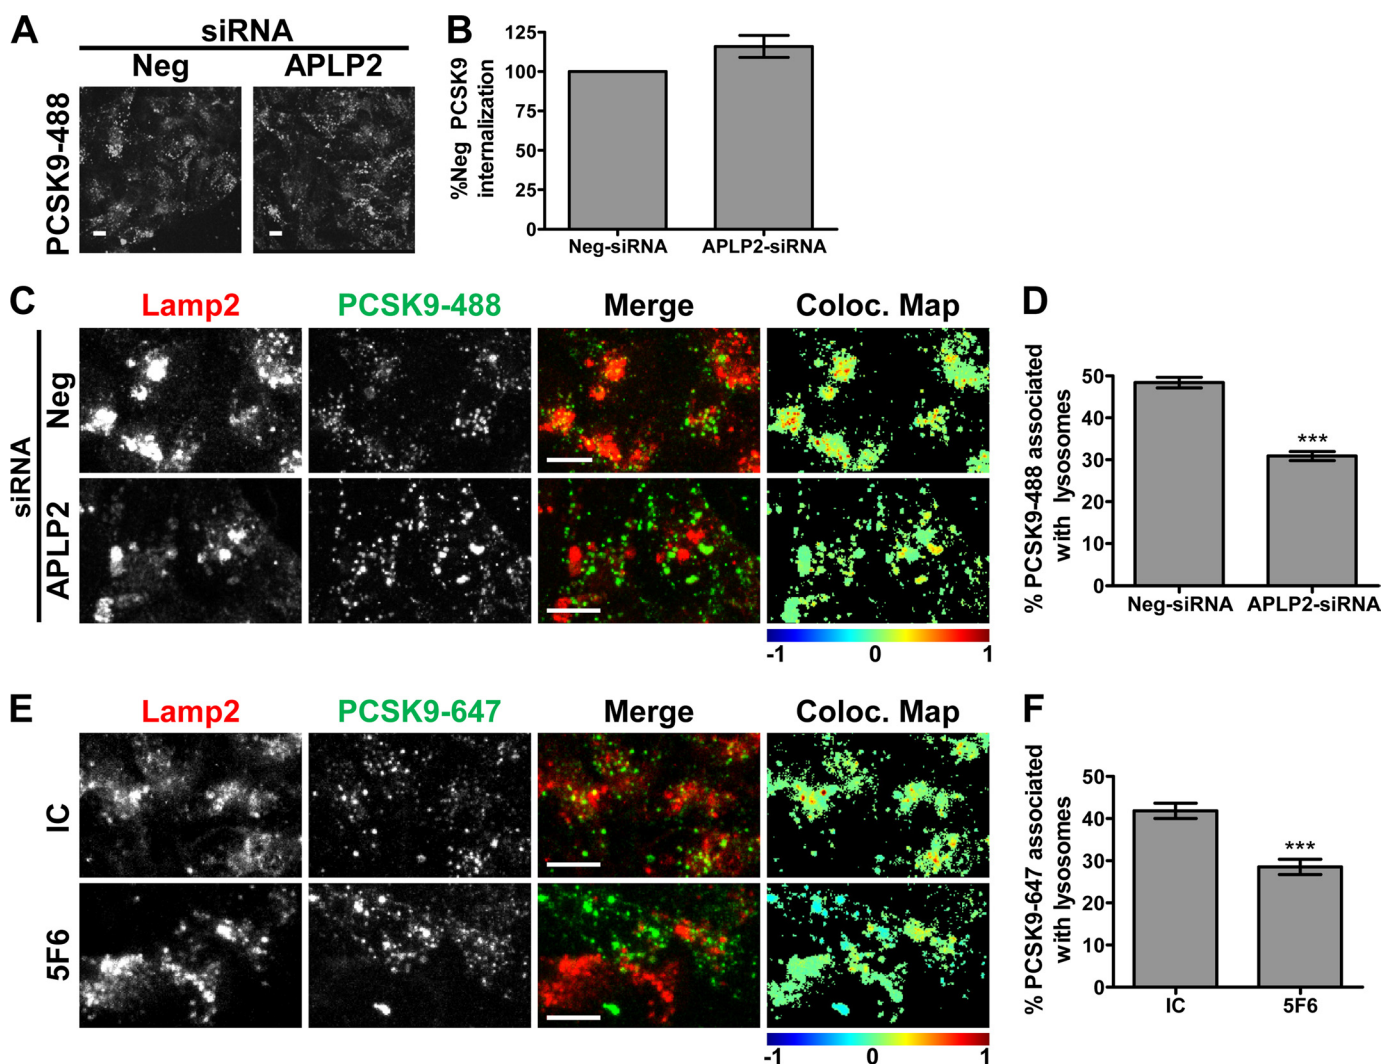 A
siRNA
Neg APLP2
PCSK9-488
B
%Neg PCSK9
internalization
125
100
75
50
25
0
Neg-siRNA APLP2-siRNA
C
Lamp2 PCSK9-488 Merge Coloc. Map
siRNA
Neg
APLP2
-1 0 1
D
% PCSK9-488 associated
with lysosomes
50
40
30
20
10
0
***
Neg-siRNA APLP2-siRNA
E
Lamp2 PCSK9-647 Merge Coloc. Map
IC
5F6
-1 0 1
F
% PCSK9-647 associated
with lysosomes
50
40
30
20
10
0
***
IC 5F6